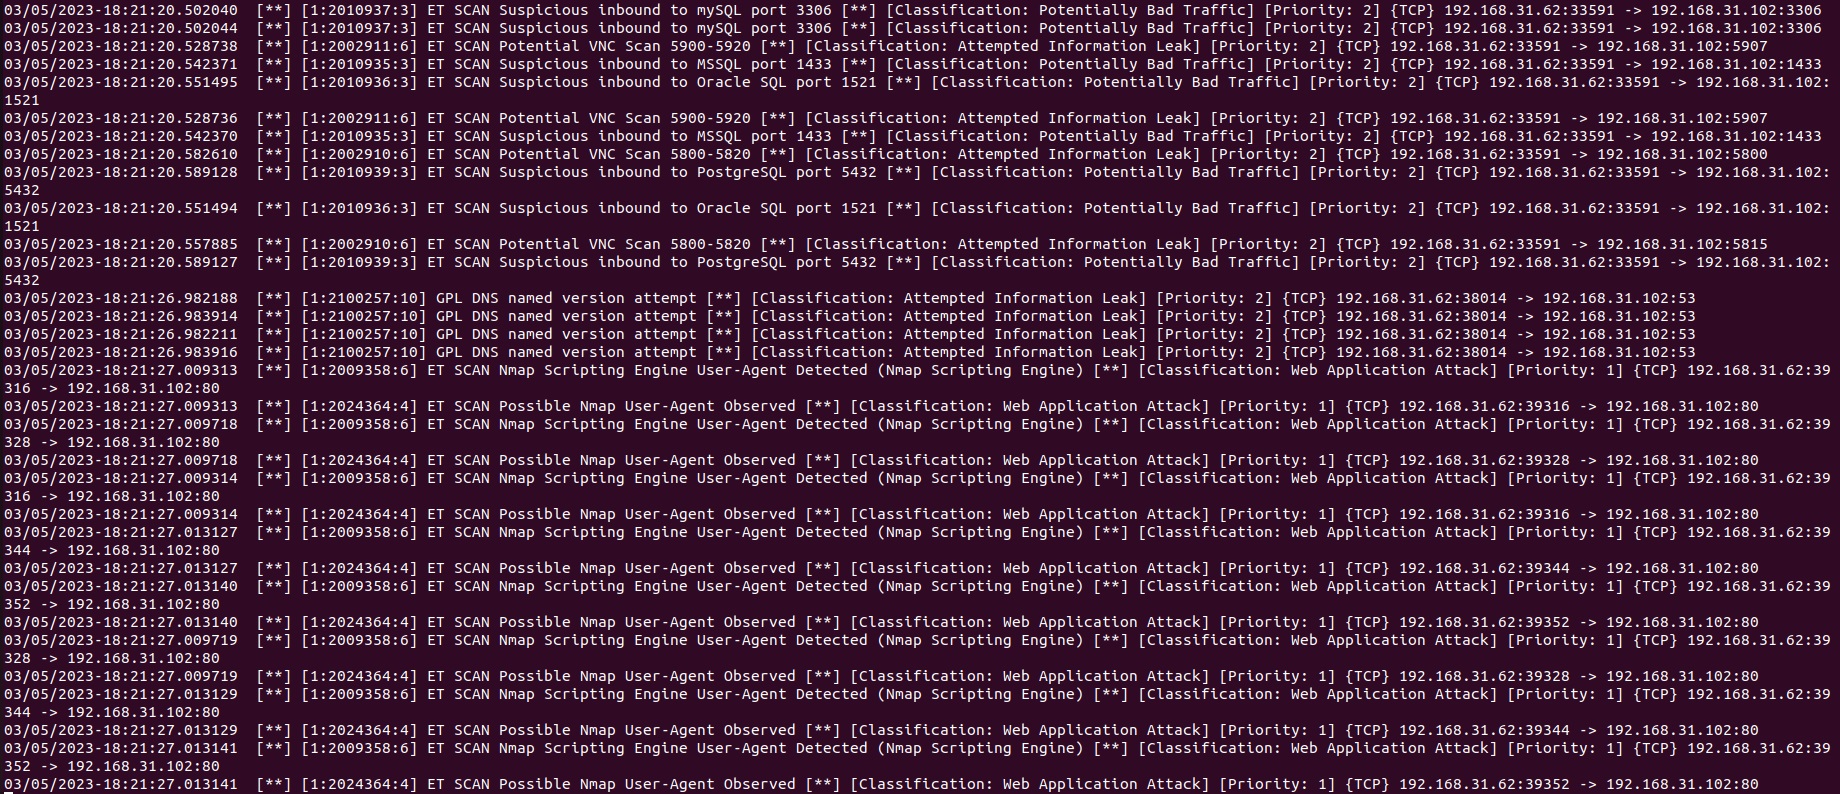 03/05/2023-18:21:20.502040  [**] [1:2010937:3] ET SCAN Suspicious inbound to mySQL port 3306 [**] [Classification: Potentially Bad Traffic] [Priority: 2] {TCP} 192.168.31.62:33591 -> 192.168.31.102:3306
03/05/2023-18:21:20.502044  [**] [1:2010937:3] ET SCAN Suspicious inbound to mySQL port 3306 [**] [Classification: Potentially Bad Traffic] [Priority: 2] {TCP} 192.168.31.62:33591 -> 192.168.31.102:3306
03/05/2023-18:21:20.528738  [**] [1:2002911:6] ET SCAN Potential VNC Scan 5900-5920 [**] [Classification: Attempted Information Leak] [Priority: 2] {TCP} 192.168.31.62:33591 -> 192.168.31.102:5907
03/05/2023-18:21:20.542371  [**] [1:2010935:3] ET SCAN Suspicious inbound to MSSQL port 1433 [**] [Classification: Potentially Bad Traffic] [Priority: 2] {TCP} 192.168.31.62:33591 -> 192.168.31.102:1433
03/05/2023-18:21:20.551495  [**] [1:2010936:3] ET SCAN Suspicious inbound to Oracle SQL port 1521 [**] [Classification: Potentially Bad Traffic] [Priority: 2] {TCP} 192.168.31.62:33591 -> 192.168.31.102:
1521
03/05/2023-18:21:20.528736  [**] [1:2002911:6] ET SCAN Potential VNC Scan 5900-5920 [**] [Classification: Attempted Information Leak] [Priority: 2] {TCP} 192.168.31.62:33591 -> 192.168.31.102:5907
03/05/2023-18:21:20.542370  [**] [1:2010935:3] ET SCAN Suspicious inbound to MSSQL port 1433 [**] [Classification: Potentially Bad Traffic] [Priority: 2] {TCP} 192.168.31.62:33591 -> 192.168.31.102:1433
03/05/2023-18:21:20.582610  [**] [1:2002910:6] ET SCAN Potential VNC Scan 5800-5820 [**] [Classification: Attempted Information Leak] [Priority: 2] {TCP} 192.168.31.62:33591 -> 192.168.31.102:5800
03/05/2023-18:21:20.589128  [**] [1:2010939:3] ET SCAN Suspicious inbound to PostgreSQL port 5432 [**] [Classification: Potentially Bad Traffic] [Priority: 2] {TCP} 192.168.31.62:33591 -> 192.168.31.102:
5432
03/05/2023-18:21:20.551494  [**] [1:2010936:3] ET SCAN Suspicious inbound to Oracle SQL port 1521 [**] [Classification: Potentially Bad Traffic] [Priority: 2] {TCP} 192.168.31.62:33591 -> 192.168.31.102:
1521
03/05/2023-18:21:20.557885  [**] [1:2002910:6] ET SCAN Potential VNC Scan 5800-5820 [**] [Classification: Attempted Information Leak] [Priority: 2] {TCP} 192.168.31.62:33591 -> 192.168.31.102:5815
03/05/2023-18:21:20.589127  [**] [1:2010939:3] ET SCAN Suspicious inbound to PostgreSQL port 5432 [**] [Classification: Potentially Bad Traffic] [Priority: 2] {TCP} 192.168.31.62:33591 -> 192.168.31.102:
5432
03/05/2023-18:21:26.982188  [**] [1:2100257:10] GPL DNS named version attempt [**] [Classification: Attempted Information Leak] [Priority: 2] {TCP} 192.168.31.62:38014 -> 192.168.31.102:53
03/05/2023-18:21:26.983914  [**] [1:2100257:10] GPL DNS named version attempt [**] [Classification: Attempted Information Leak] [Priority: 2] {TCP} 192.168.31.62:38014 -> 192.168.31.102:53
03/05/2023-18:21:26.982211  [**] [1:2100257:10] GPL DNS named version attempt [**] [Classification: Attempted Information Leak] [Priority: 2] {TCP} 192.168.31.62:38014 -> 192.168.31.102:53
03/05/2023-18:21:26.983916  [**] [1:2100257:10] GPL DNS named version attempt [**] [Classification: Attempted Information Leak] [Priority: 2] {TCP} 192.168.31.62:38014 -> 192.168.31.102:53
03/05/2023-18:21:27.009313  [**] [1:2009358:6] ET SCAN Nmap Scripting Engine User-Agent Detected (Nmap Scripting Engine) [**] [Classification: Web Application Attack] [Priority: 1] {TCP} 192.168.31.62:39
316 -> 192.168.31.102:80
03/05/2023-18:21:27.009313  [**] [1:2024364:4] ET SCAN Possible Nmap User-Agent Observed [**] [Classification: Web Application Attack] [Priority: 1] {TCP} 192.168.31.62:39316 -> 192.168.31.102:80
03/05/2023-18:21:27.009718  [**] [1:2009358:6] ET SCAN Nmap Scripting Engine User-Agent Detected (Nmap Scripting Engine) [**] [Classification: Web Application Attack] [Priority: 1] {TCP} 192.168.31.62:39
328 -> 192.168.31.102:80
03/05/2023-18:21:27.009718  [**] [1:2024364:4] ET SCAN Possible Nmap User-Agent Observed [**] [Classification: Web Application Attack] [Priority: 1] {TCP} 192.168.31.62:39328 -> 192.168.31.102:80
03/05/2023-18:21:27.009314  [**] [1:2009358:6] ET SCAN Nmap Scripting Engine User-Agent Detected (Nmap Scripting Engine) [**] [Classification: Web Application Attack] [Priority: 1] {TCP} 192.168.31.62:39
316 -> 192.168.31.102:80
03/05/2023-18:21:27.009314  [**] [1:2024364:4] ET SCAN Possible Nmap User-Agent Observed [**] [Classification: Web Application Attack] [Priority: 1] {TCP} 192.168.31.62:39316 -> 192.168.31.102:80
03/05/2023-18:21:27.013127  [**] [1:2009358:6] ET SCAN Nmap Scripting Engine User-Agent Detected (Nmap Scripting Engine) [**] [Classification: Web Application Attack] [Priority: 1] {TCP} 192.168.31.62:39
344 -> 192.168.31.102:80
03/05/2023-18:21:27.013127  [**] [1:2024364:4] ET SCAN Possible Nmap User-Agent Observed [**] [Classification: Web Application Attack] [Priority: 1] {TCP} 192.168.31.62:39344 -> 192.168.31.102:80
03/05/2023-18:21:27.013140  [**] [1:2009358:6] ET SCAN Nmap Scripting Engine User-Agent Detected (Nmap Scripting Engine) [**] [Classification: Web Application Attack] [Priority: 1] {TCP} 192.168.31.62:39
352 -> 192.168.31.102:80
03/05/2023-18:21:27.013140  [**] [1:2024364:4] ET SCAN Possible Nmap User-Agent Observed [**] [Classification: Web Application Attack] [Priority: 1] {TCP} 192.168.31.62:39352 -> 192.168.31.102:80
03/05/2023-18:21:27.009719  [**] [1:2009358:6] ET SCAN Nmap Scripting Engine User-Agent Detected (Nmap Scripting Engine) [**] [Classification: Web Application Attack] [Priority: 1] {TCP} 192.168.31.62:39
328 -> 192.168.31.102:80
03/05/2023-18:21:27.009719  [**] [1:2024364:4] ET SCAN Possible Nmap User-Agent Observed [**] [Classification: Web Application Attack] [Priority: 1] {TCP} 192.168.31.62:39328 -> 192.168.31.102:80
03/05/2023-18:21:27.013129  [**] [1:2009358:6] ET SCAN Nmap Scripting Engine User-Agent Detected (Nmap Scripting Engine) [**] [Classification: Web Application Attack] [Priority: 1] {TCP} 192.168.31.62:39
344 -> 192.168.31.102:80
03/05/2023-18:21:27.013129  [**] [1:2024364:4] ET SCAN Possible Nmap User-Agent Observed [**] [Classification: Web Application Attack] [Priority: 1] {TCP} 192.168.31.62:39344 -> 192.168.31.102:80
03/05/2023-18:21:27.013141  [**] [1:2009358:6] ET SCAN Nmap Scripting Engine User-Agent Detected (Nmap Scripting Engine) [**] [Classification: Web Application Attack] [Priority: 1] {TCP} 192.168.31.62:39
352 -> 192.168.31.102:80
03/05/2023-18:21:27.013141  [**] [1:2024364:4] ET SCAN Possible Nmap User-Agent Observed [**] [Classification: Web Application Attack] [Priority: 1] {TCP} 192.168.31.62:39352 -> 192.168.31.102:80